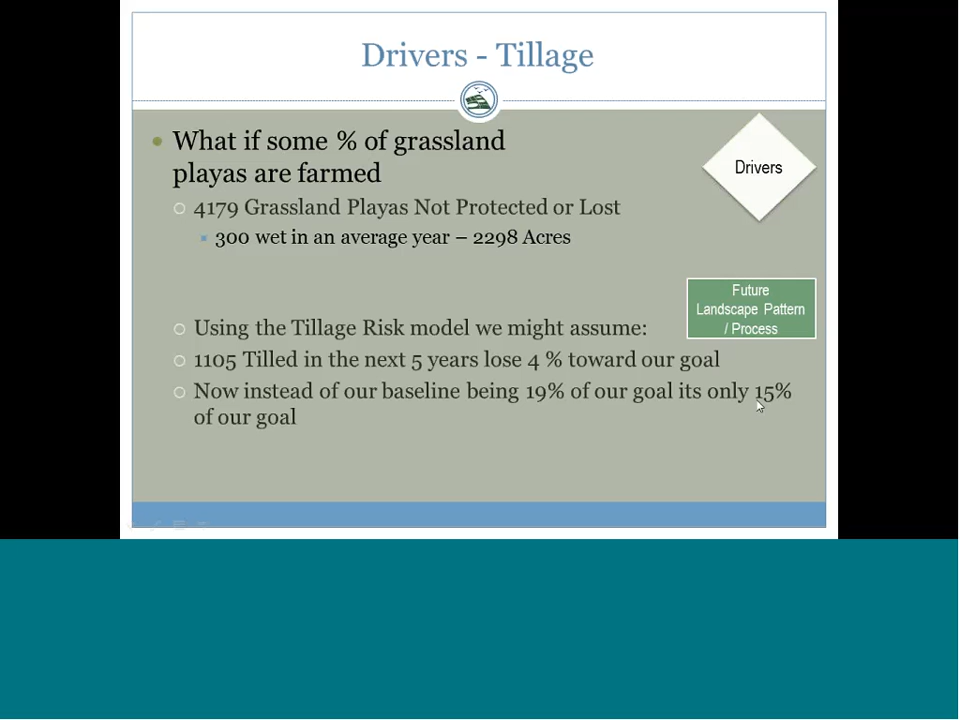 Drivers - Tillage
What if some % of grassland
playas are farmed
Drivers
4179 Grassland Playas Not Protected or Lost
300 wet in an average year – 2298 Acres
Future
Landscape Pattern
/ Process
Using the Tillage Risk model we might assume:
1105 Tilled in the next 5 years lose 4 % toward our goal
Now instead of our baseline being 19% of our goal its only 15%
of our goal